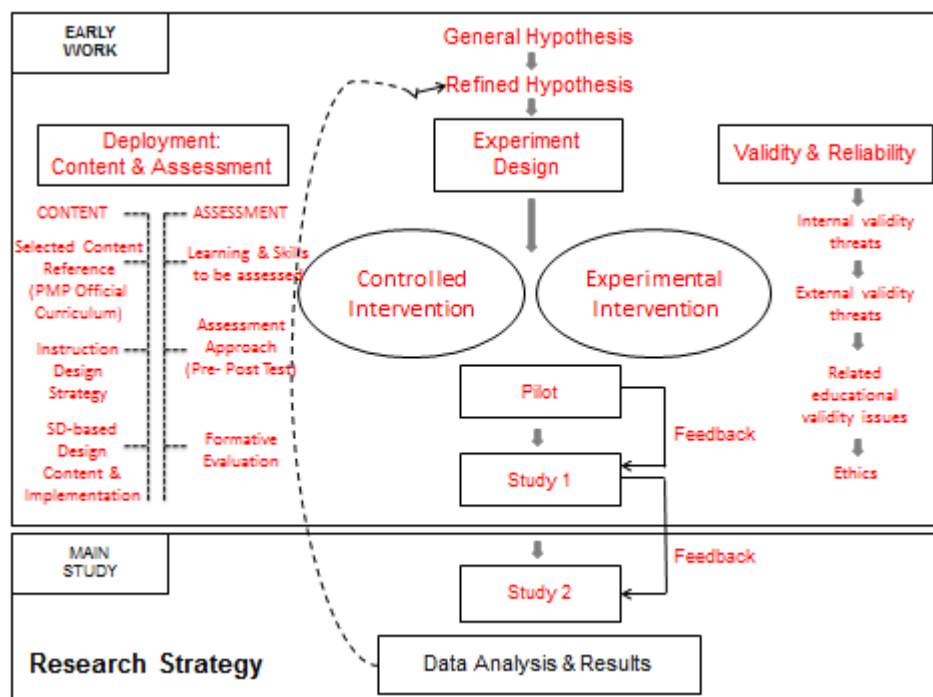 EARLY
WORK
General Hypothesis
Refined Hypothesis
Deployment:
Content & Assessment
Experiment
Design
Validity & Reliability
CONTENT
Selected Content
Reference
(PMP Official
Curriculum)
Instruction
Design
Strategy
SD-based
Design
Content &
Implementation
ASSESSMENT
Learning & Skills
to be assessed
Assessment
Approach
(Pre- Post Test)
Formative
Evaluation
Controlled
Intervention
Experimental
Intervention
Internal validity
threats
External validity
threats
Related
educational
validity issues
Ethics
Pilot
Feedback
Study 1
MAIN
STUDY
Feedback
Study 2
Research Strategy
Data Analysis & Results